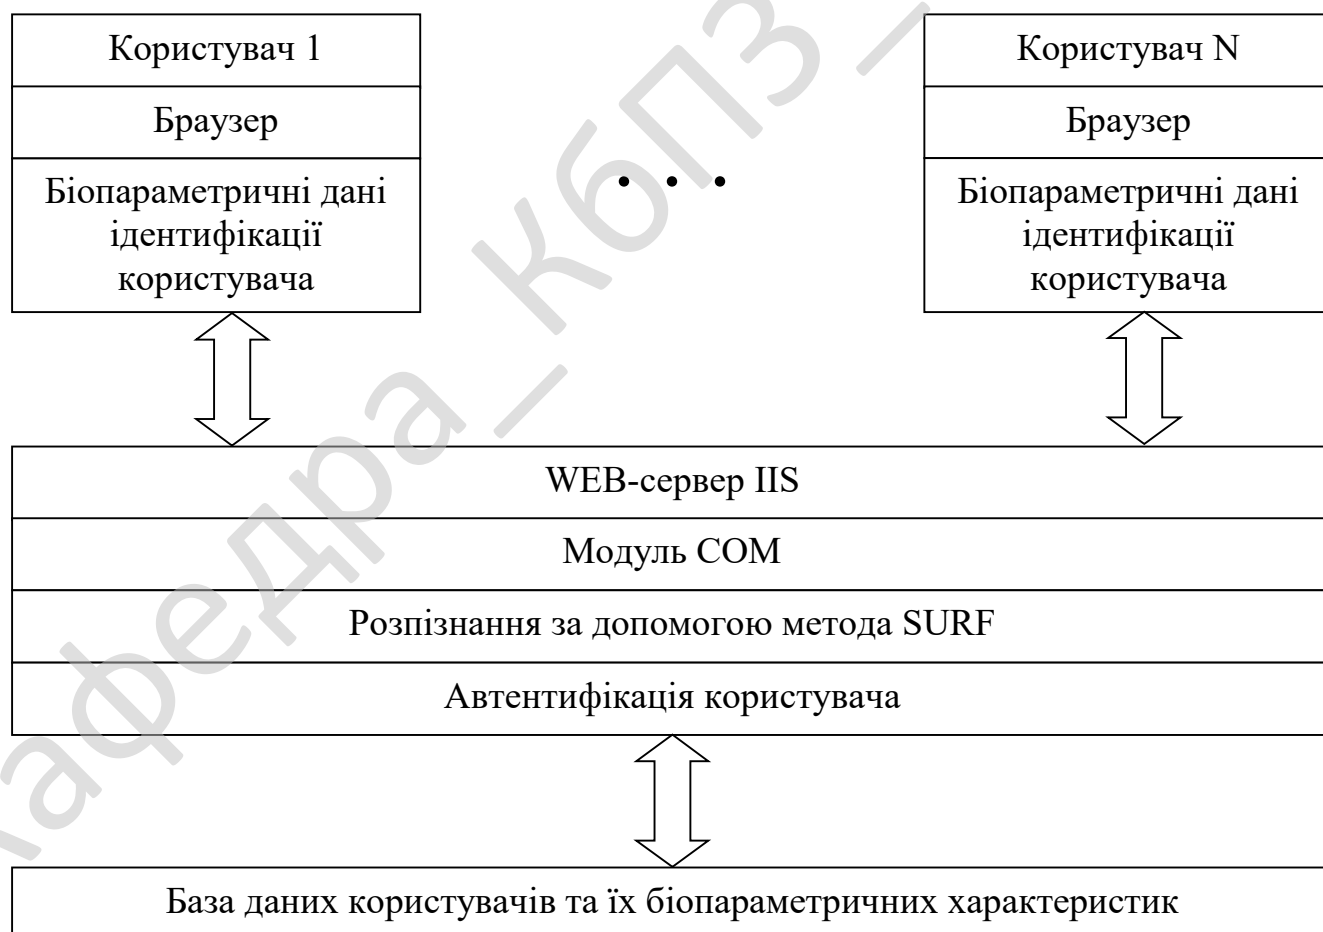 Користувач 1
Браузер
Біопараметричні дані
ідентифікації
користувача
. . .
Користувач N
Браузер
Біопараметричні дані
ідентифікації
користувача
WEB-сервер IIS
Модуль COM
Розпізнання за допомогою метода SURF
Автентифікація користувача
База даних користувачів та їх біопараметричних характеристик
Кафедра_КбПЗ_